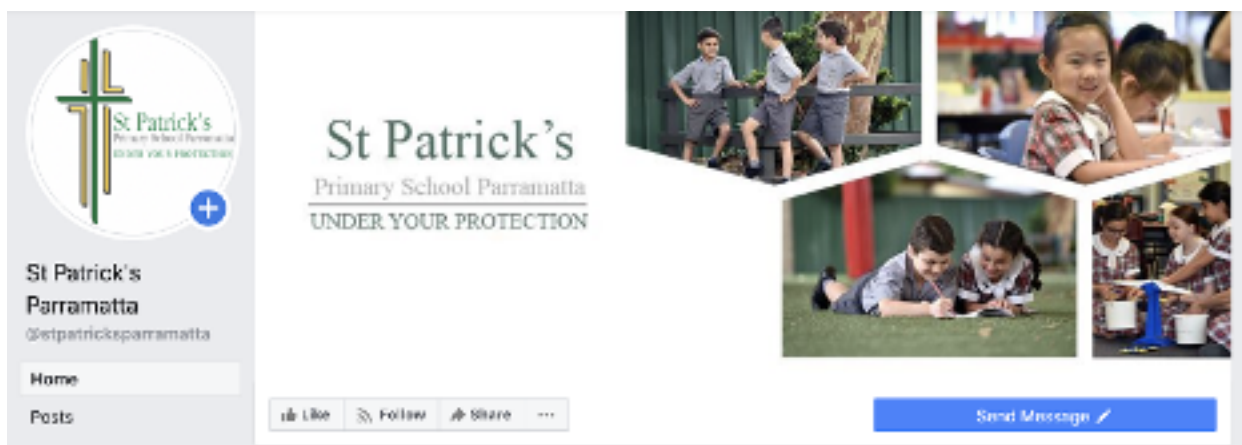 St Patrick's
Primary School Parramatta
UNDER YOUR PROTECTION
St Patrick's
Parramatta
@stpatricksparramatta
Home
Posts
St Patrick's
Primary School Parramatta
UNDER YOUR PROTECTION
Like Follow Share ...
Send Message